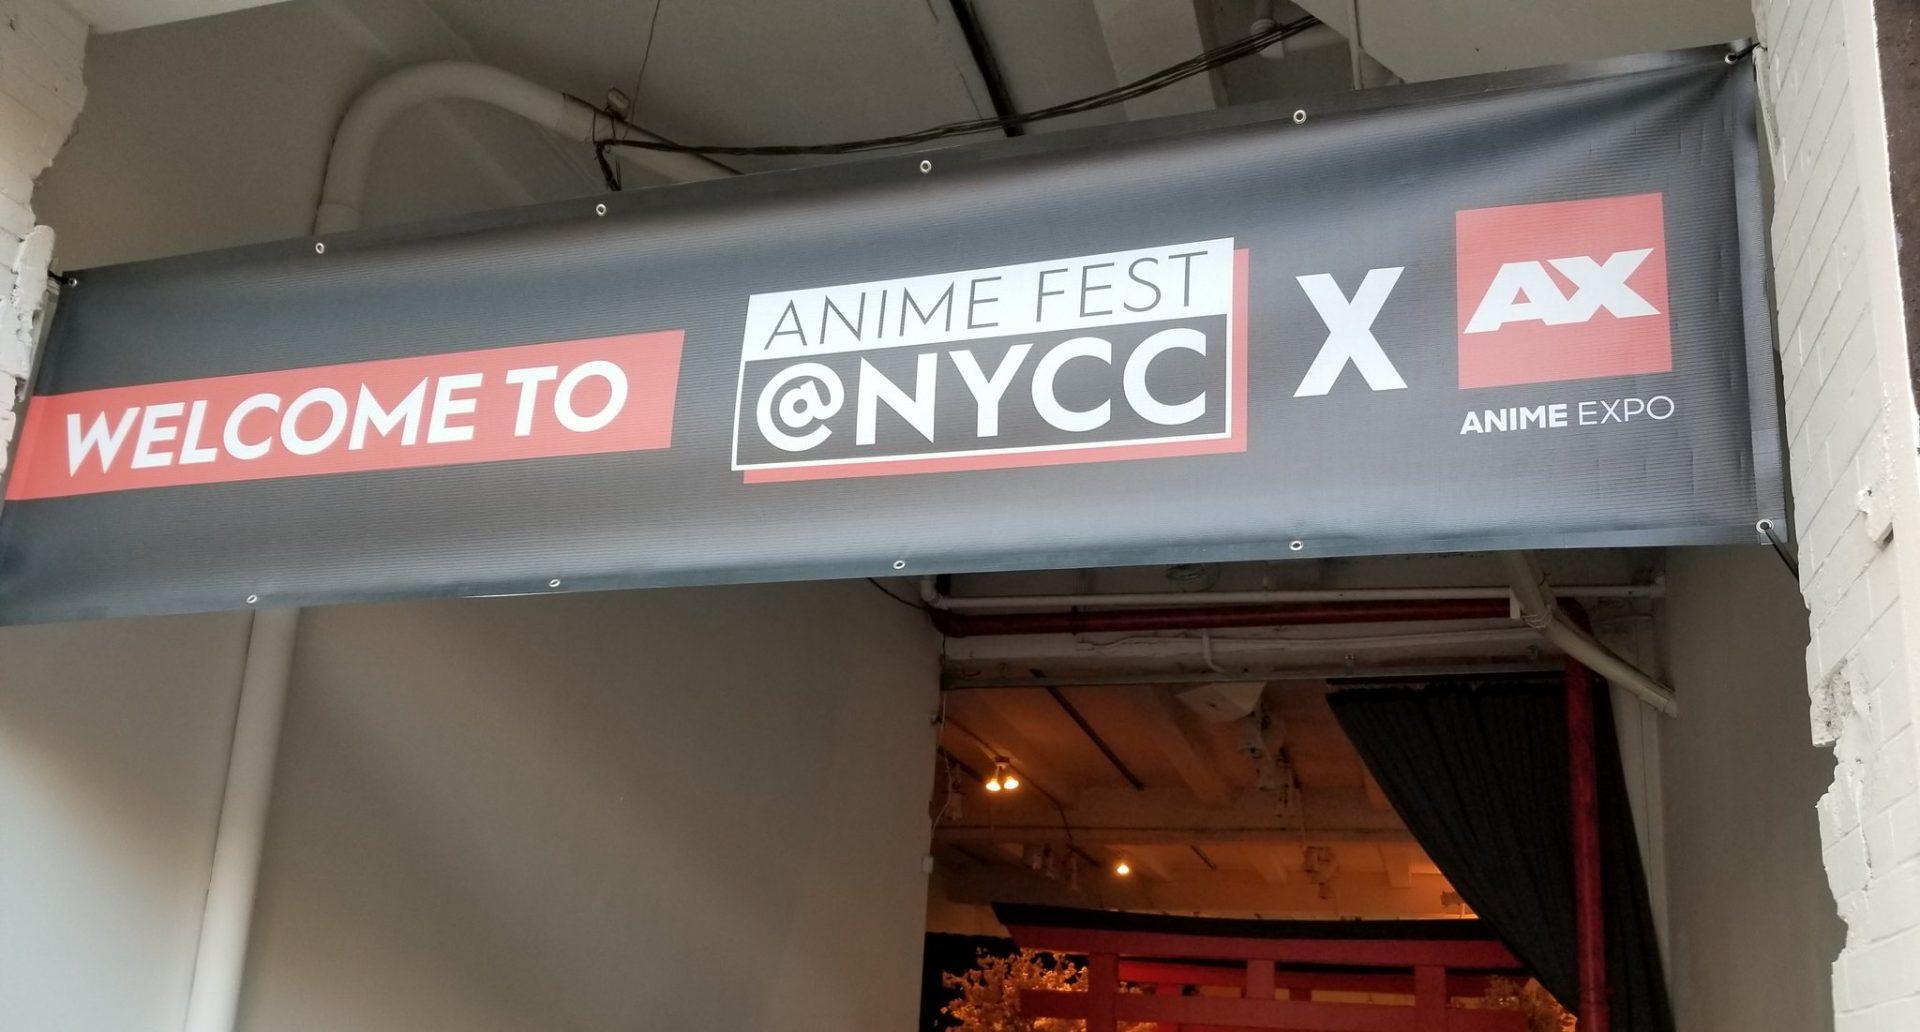 WELCOME TO
ANIME FEST
@NYCC
X
AX
ANIME EXPO